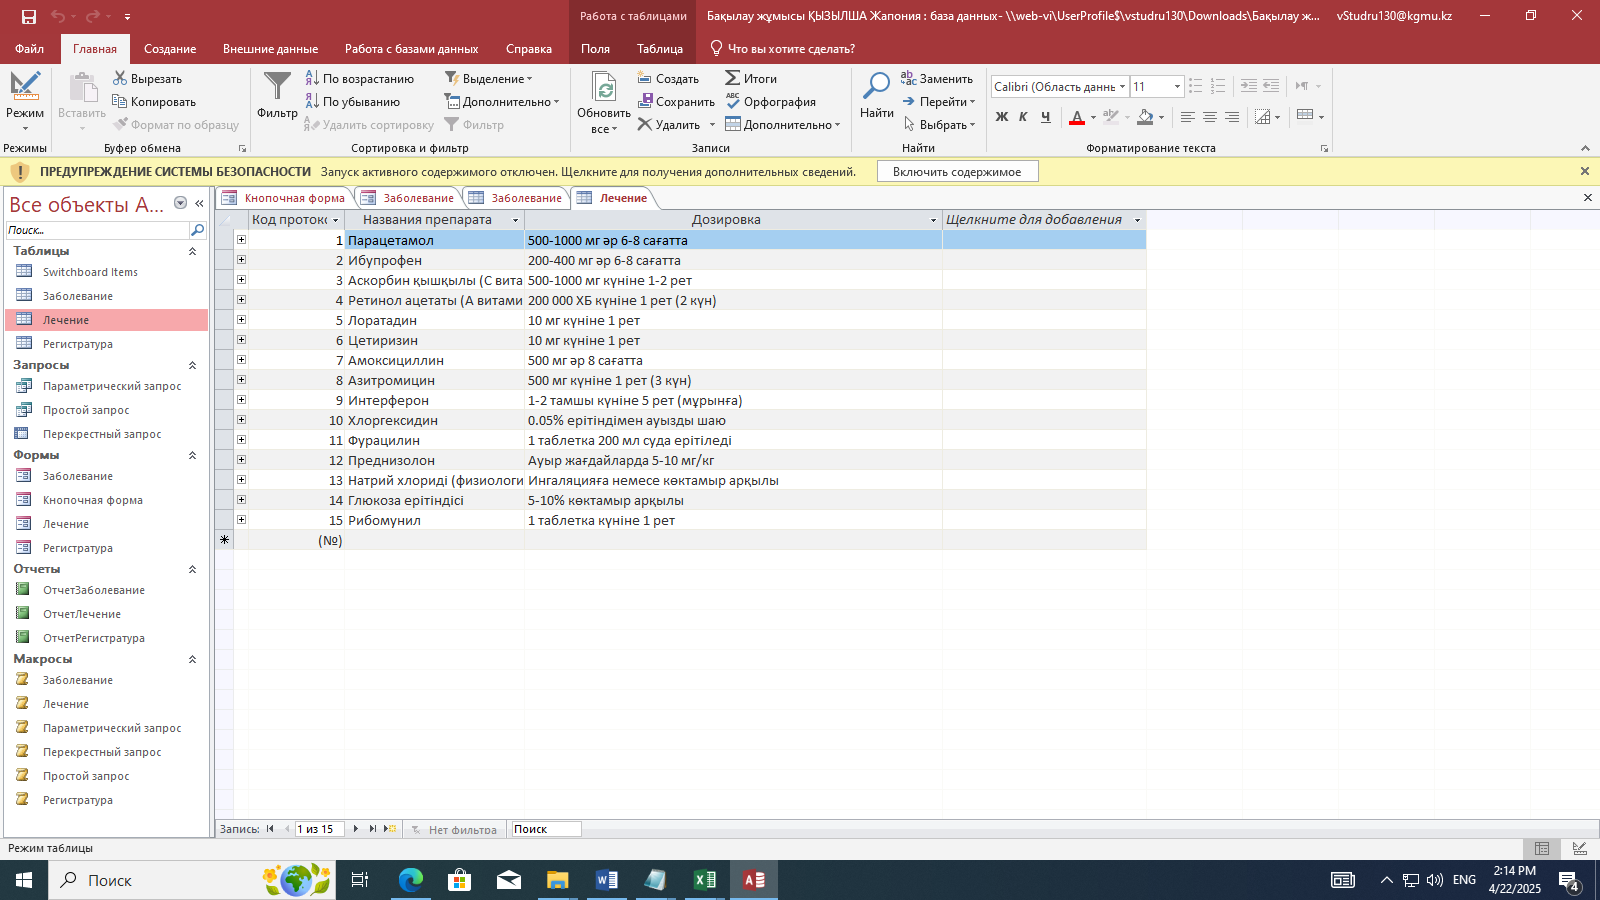 Работа с таблицами
Бақылау жұмысы ҚЫЗЫЛША Жапония : база данных- \\web-vi\UserProfile$\vstudru130\Downloads\Бақылау ж...
vStudru130@kgmu.kz
Файл Главная Создание Внешние данные Работа с базами данных Справка Поля Таблица Что вы хотите сделать?
Режим
Режимы
Вставить
Вырезать
Копировать
Формат по образцу
Буфер обмена
Фильтр
По возрастанию
По убыванию
Удалить сортировку
Выделение
Дополнительно
Фильтр
Сортировка и фильтр
Обновить
все
Создать
Сохранить
Удалить
Итоги
Орфография
Дополнительно
Записи
Найти
Заменить
Перейти
Выбрать
Найти
Calibri (Область данн
11
Ж К Ч
Форматирование текста
ПРЕДУПРЕЖДЕНИЕ СИСТЕМЫ БЕЗОПАСНОСТИ Запуск активного содержимого отключен. Щелкните для получения дополнительных сведений. Включить содержимое
Все объекты A...
Поиск...
Таблицы
Switchboard Items
Заболевание
Лечение
Регистратура
Запросы
Параметрический запрос
Простой запрос
Перекрестный запрос
Формы
Заболевание
Кнопочная форма
Лечение
Регистратура
Отчеты
ОтчетЗаболевание
ОтчетЛечение
ОтчетРегистратура
Макросы
Заболевание
Лечение
Параметрический запрос
Перекрестный запрос
Простой запрос
Регистратура
Кнопочная форма Заболевание Заболевание Лечение
Код протокс Названия препарата Дозировка Щелкните для добавления
1 Парацетамол 500-1000 мг әр 6-8 сағатта
2 Ибупрофен 200-400 мг әр 6-8 сағатта
3 Аскорбин қышқылы (С вита 500-1000 мг күніне 1-2 рет
4 Ретинол ацетаты (А витами 200 000 ХБ күніне 1 рет (2 күн)
5 Лоратадин 10 мг күніне 1 рет
6 Цетиризин 10 мг күніне 1 рет
7 Амоксициллин 500 мг әр 8 сағатта
8 Азитромицин 500 мг күніне 1 рет (3 күн)
9 Интерферон 1-2 тамшы күніне 5 рет (мұрынға)
10 Хлоргексидин 0.05% ерітіндімен ауызды шаю
11 Фурацилин 1 таблетка 200 мл суда ерітіледі
12 Преднизолон Ауыр жағдайларда 5-10 мг/кг
13 Натрий хлориді (физиологи Ингаляцияға немесе көктамыр арқылы
14 Глюкоза ерітіндісі 5-10% көктамыр арқылы
15 Рибомунил 1 таблетка күніне 1 рет
(№)
Запись: 1 из 15 Нет фильтра Поиск
Режим таблицы
Поиск
ENG
2:14 PM
4/22/2025
4